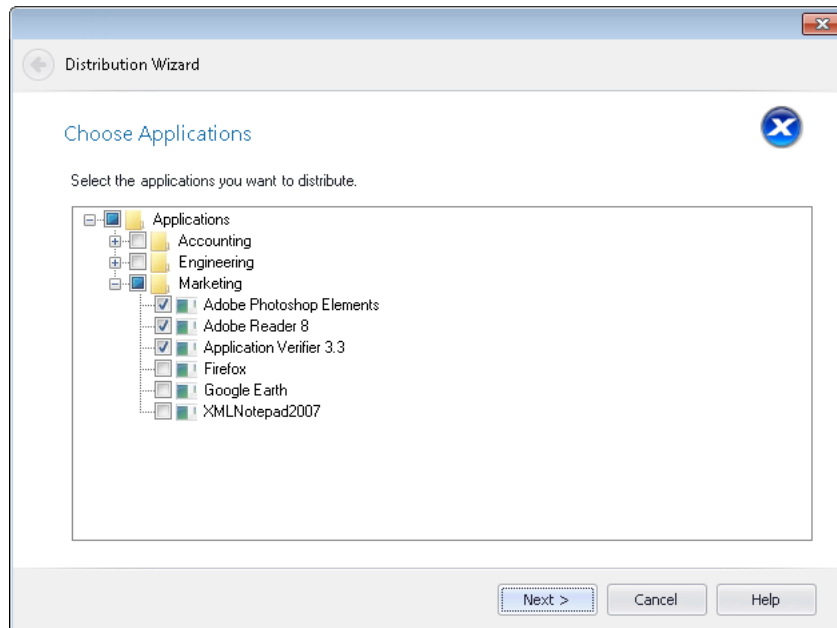 Distribution Wizard
Choose Applications
Select the applications you want to distribute.
Applications
Accounting
Engineering
Marketing
Adobe Photoshop Elements
Adobe Reader 8
Application Verifier 3.3
Firefox
Google Earth
XMLNotepad2007
Next > Cancel Help